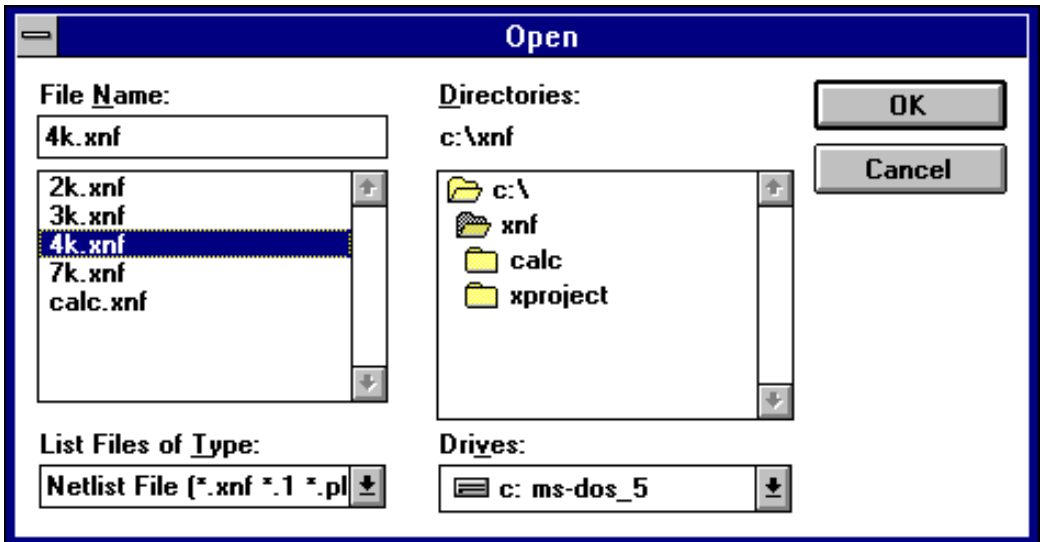 Open
File Name:
4k.xnf
2k.xnf
3k.xnf
4k.xnf
7k.xnf
calc.xnf
List Files of Type:
Netlist File (*.xnf *.1 *.pl
Directories:
c:\xnf
c:\
xnf
calc
xproject
Drives:
c: ms-dos_5
OK
Cancel